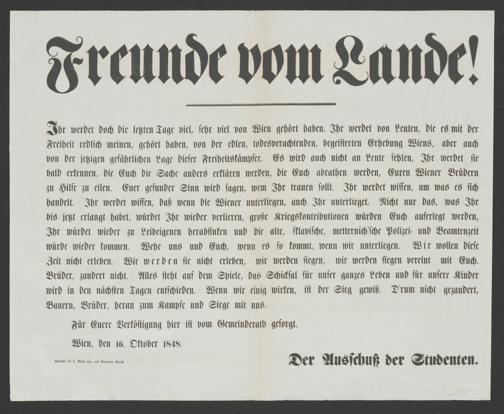 Freunde vom Lande!
Ihr werdet doch die letzten Tage viel, sehr viel von Wien gehört haben. Ihr werdet von Leuten, die es mit der
Freiheit redlich meinen, gehört haben, von der edlen, todesverachtenden, begeisterten Erhebung Wiens, aber auch
von der jetzigen gefährlichen Lage dieser Freiheitskämpfer. Es wird auch nicht an Leute fehlen, Ihr werdet sie
bald erkennen, die Euch die Sache anders erklären werden, die Euch abrathen werden, Euren Wiener Brüdern
zu Hilfe zu eilen. Euer gesunder Sinn wird sagen, wem Ihr trauen sollt. Ihr werdet wissen, um was es sich
handelt. Ihr werdet wissen, daß wenn die Wiener unterliegen, auch Ihr unterlieget. Nicht nur das, was Ihr
bis jetzt erlangt habet, würdet Ihr wieder verlieren, große Kriegskontributionen würden Euch auferlegt werden,
Ihr würdet wieder zu Leibeigenen herabsinken und die alte, sklavische, metternich'sche Polizei- und Beamtenzeit
würde wieder kommen. Wehe uns und Euch, wenn es so kommt, wenn wir unterliegen. Wir wollen diese
Zeit nicht erleben. Wir werden sie nicht erleben, wir werden siegen, wir werden siegen vereint mit Euch.
Brüder, zandert nicht. Alles steht auf dem Spiele, das Schicksal für unser ganzes Leben und für unsere Kinder
wird in den nächsten Tagen entschieden. Wenn wir einig wirken, ist der Sieg gewiß. D'rum nicht gezandert,
Bauern, Brüder, heran zum Kampfe und Siege mit uns.
Für Euere Verköstigung hier ist vom Gemeinderath gesorgt.
Wien, den 16. Oktober 1848.
Der Ausschuß der Studenten.